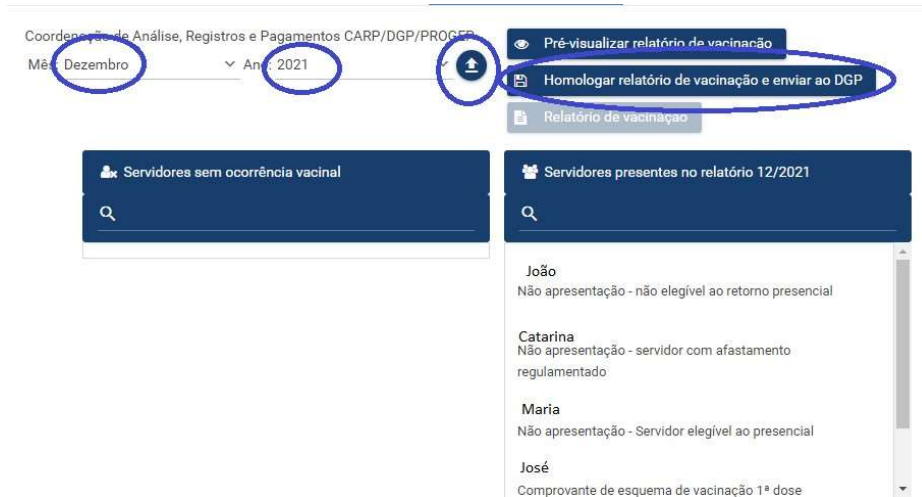 Coordenação de Análise, Registros e Pagamentos CARP/DGP/PROGEP
Mês: Dezembro Ano: 2021
Pré-visualizar relatório de vacinação
Homologar relatório de vacinação e enviar ao DGP
Relatório de vacinação
Servidores sem ocorrência vacinal
Servidores presentes no relatório 12/2021
João
Não apresentação - não elegível ao retorno presencial
Catarina
Não apresentação - servidor com afastamento
regulamentado
Maria
Não apresentação - Servidor elegível ao presencial
José
Comprovante de esquema de vacinação 1ª dose